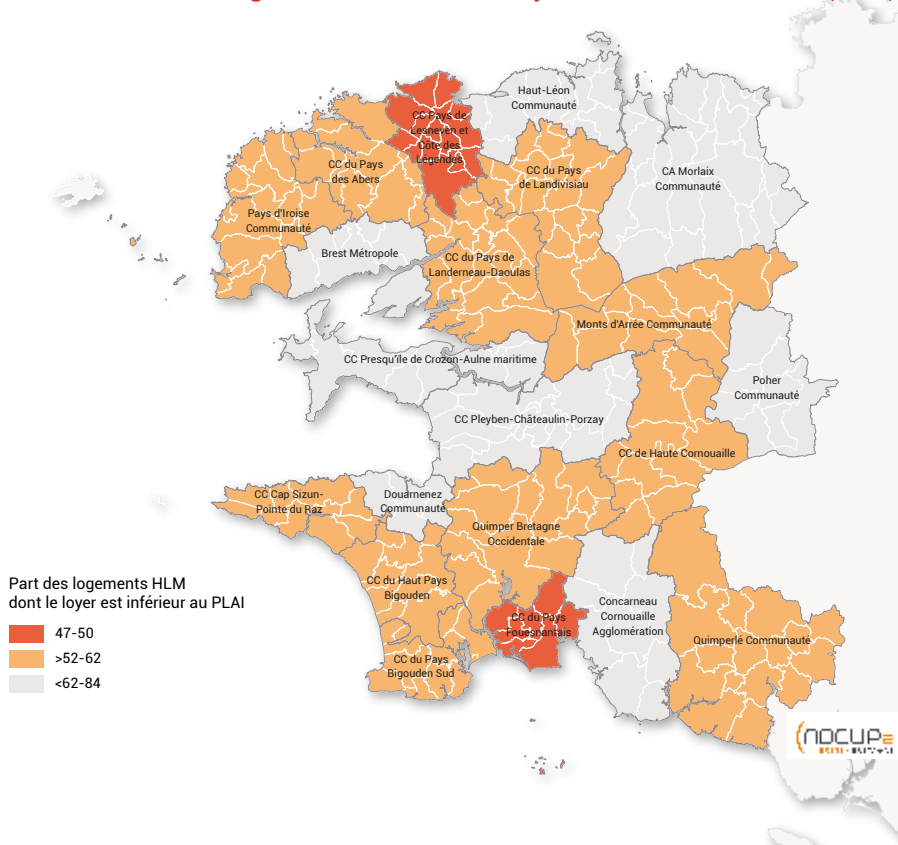 Haut-Léon
Communauté
CC Pays de
Lesneven et
Côte des
Légendes
CC du Pays
des Abers
CC du Pays
de Landivisiau
CA Morlaix
Communauté
Pays d'Iroise
Communauté
Brest Métropole
CC du Pays de
Landerneau-Daoulas
Monts d'Arrée Communauté
CC Presqu'île de Crozon-Aulne maritime
Poher
Communauté
CC Pleyben-Châteaulin-Porzay
CC de Haute Cornouaille
CC Cap Sizun-
Pointe du Raz
Douarnenez
Communauté
Quimper Bretagne
Occidentale
CC du Haut Pays
Bigouden
Concarneau
Cornouaille
Agglomération
CC du Pays
Fouesnantais
Quimperlé Communauté
CC du Pays
Bigouden Sud
Part des logements HLM
dont le loyer est inférieur au PLAI
47-50
>52-62
<62-84